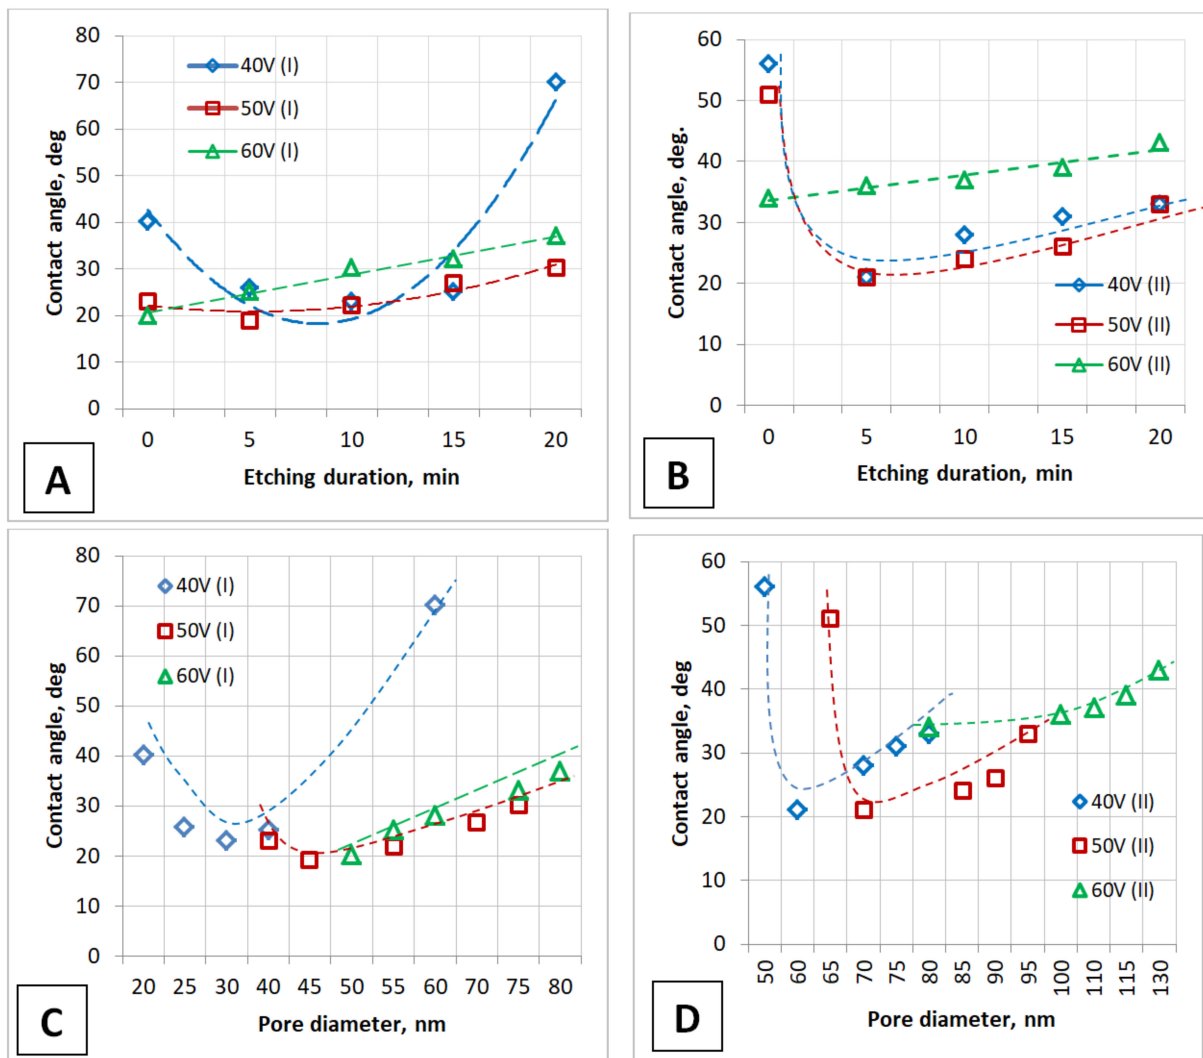 80
70
60
50
40
30
20
10
0
Contact angle, deg
40V (I)
50V (I)
60V (I)
0 5 10 15 20
Etching duration, min
A
60
50
40
30
20
10
0
Contact angle, deg.
40V (II)
50V (II)
60V (II)
0 5 10 15 20
Etching duration, min
B
80
70
60
50
40
30
20
10
0
Contact angle, deg
40V (I)
50V (I)
60V (I)
20 25 30 40 45 50 55 60 70 75 80
Pore diameter, nm
C
60
50
40
30
20
10
0
Contact angle, deg
40V (II)
50V (II)
60V (II)
50 60 65 70 75 80 85 90 95 100 110 115 130
Pore diameter, nm
D